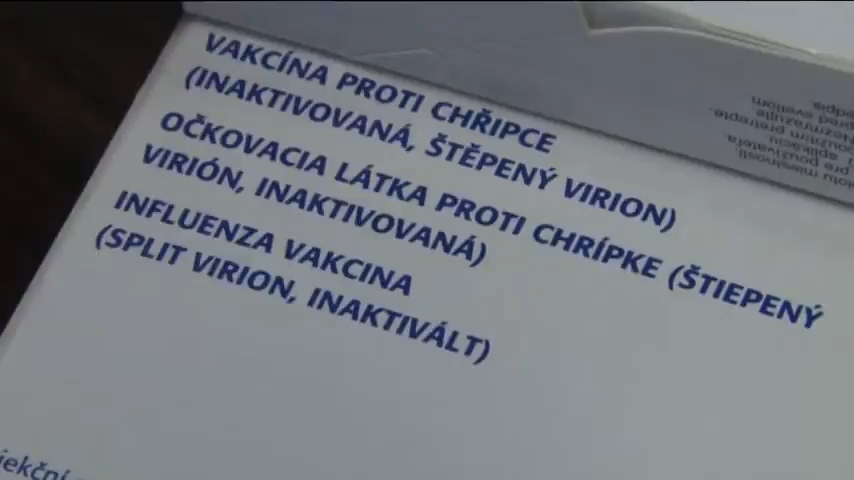 VAKCÍNA PROTI CHŘIPCE
(INAKTIVOVANÁ, ŠTĚPENÝ VIRION)
OČKOVACIA LÁTKA PROTI CHRÍPKE (ŠTIEPENÝ
VIRIÓN, INAKTIVOVANÁ)
INFLUENZA VAKCINA
(SPLIT VIRION, INAKTIVÁLT)